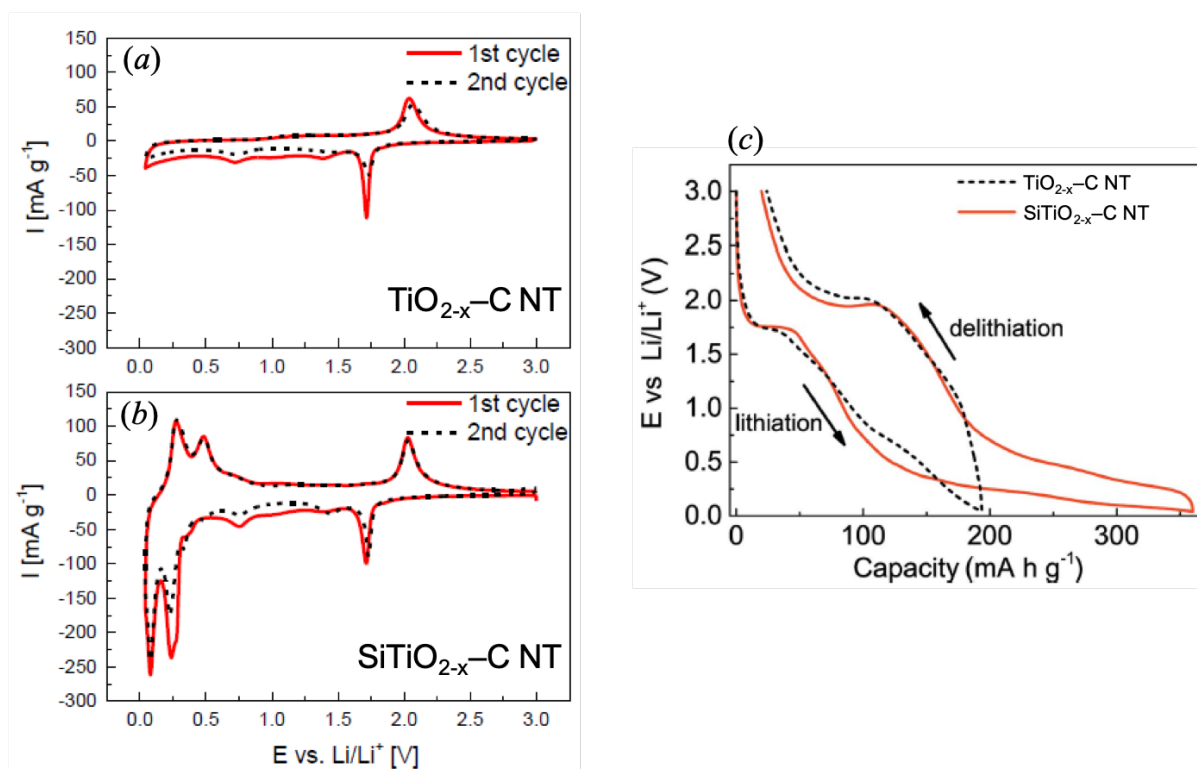 (a)
1st cycle
2nd cycle
150
100
50
0
-50
-100
-150
-200
-250
-300
I [mA g⁻¹]
TiO₂₋ₓ–C NT
0.0 0.5 1.0 1.5 2.0 2.5 3.0
(b)
1st cycle
2nd cycle
150
100
50
0
-50
-100
-150
-200
-250
-300
I [mA g⁻¹]
SiTiO₂₋ₓ–C NT
0.0 0.5 1.0 1.5 2.0 2.5 3.0
E vs. Li/Li⁺ [V]
(c)
TiO₂₋ₓ–C NT
SiTiO₂₋ₓ–C NT
3.0
2.5
2.0
1.5
1.0
0.5
0.0
E vs Li/Li⁺ (V)
delithiation
lithiation
0 100 200 300
Capacity (mA h g⁻¹)